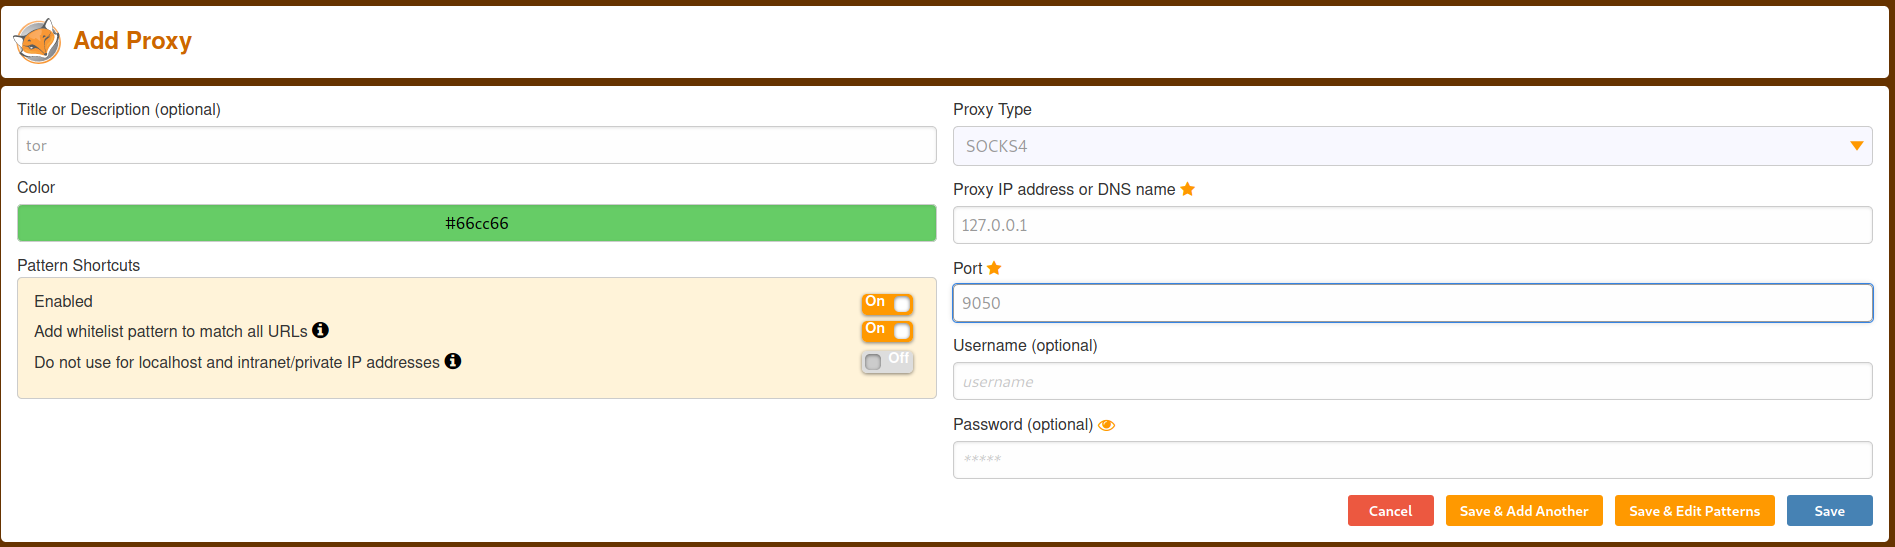 Add Proxy
Title or Description (optional)
tor
Color
#66cc66
Pattern Shortcuts
Enabled
On
Add whitelist pattern to match all URLs
On
Do not use for localhost and intranet/private IP addresses
Off
Proxy Type
SOCKS4
Proxy IP address or DNS name
127.0.0.1
Port
9050
Username (optional)
username
Password (optional)
*****
Cancel
Save & Add Another
Save & Edit Patterns
Save